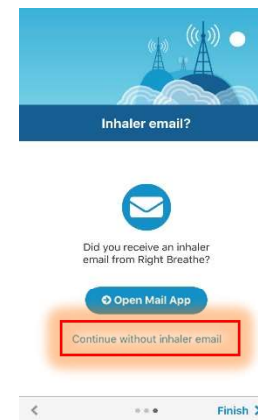 Inhaler email?
Did you receive an inhaler
email from Right Breathe?
Open Mail App
Continue without inhaler email
Finish